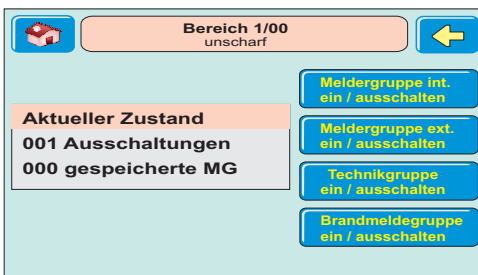 Bereich 1/00
unscharf
Aktueller Zustand
001 Ausschaltungen
000 gespeicherte MG
Meldergruppe int.
ein / ausschalten
Meldergruppe ext.
ein / ausschalten
Technikgruppe
ein / ausschalten
Brandmeldegruppe
ein / ausschalten